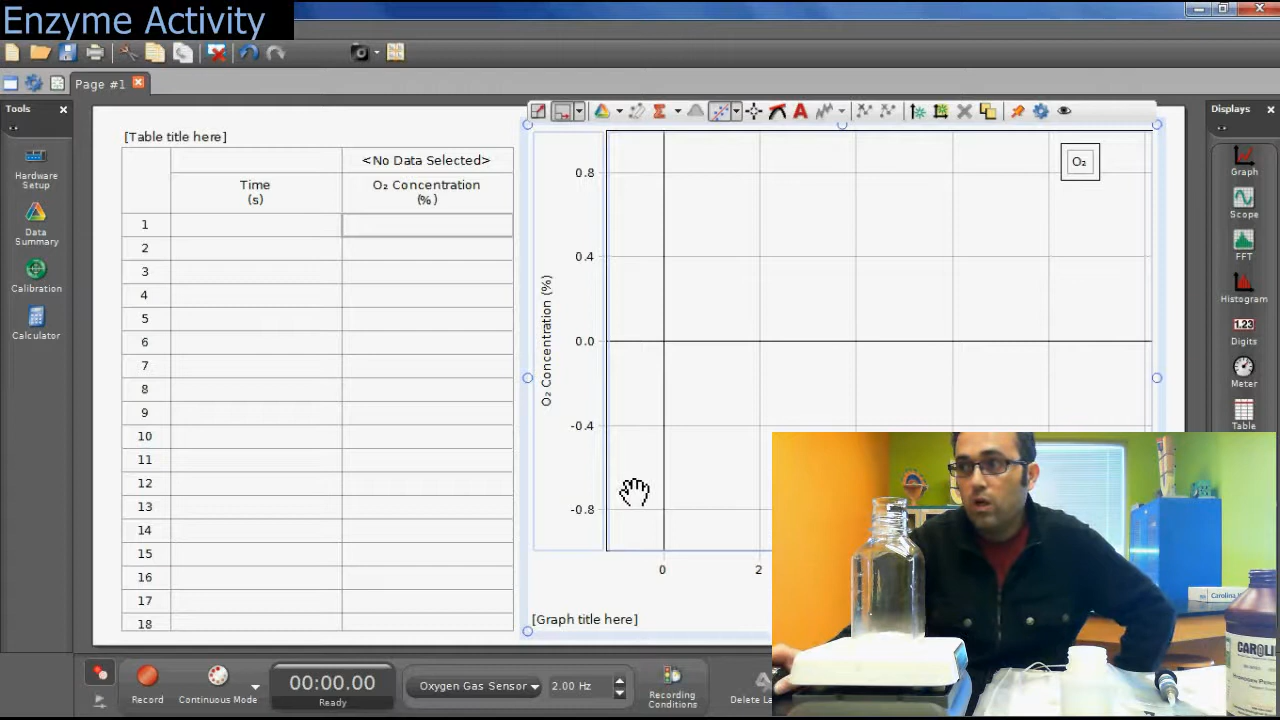 Enzyme Activity
Page #1
Tools
Displays
Hardware
Setup
Data
Summary
Calibration
Calculator
[Table title here]
<No Data Selected>
Time
(s)
O₂ Concentration
(%)
1
2
3
4
5
6
7
8
9
10
11
12
13
14
15
16
17
18
O₂ Concentration (%)
0.8
0.4
0.0
-0.4
-0.8
0
2
O₂
[Graph title here]
Graph
Scope
FFT
Histogram
1.23
Digits
Meter
Table
Record
Continuous Mode
00:00.00
Ready
Oxygen Gas Sensor
2.00 Hz
Recording
Conditions
Delete La
Carolina
CAROLI